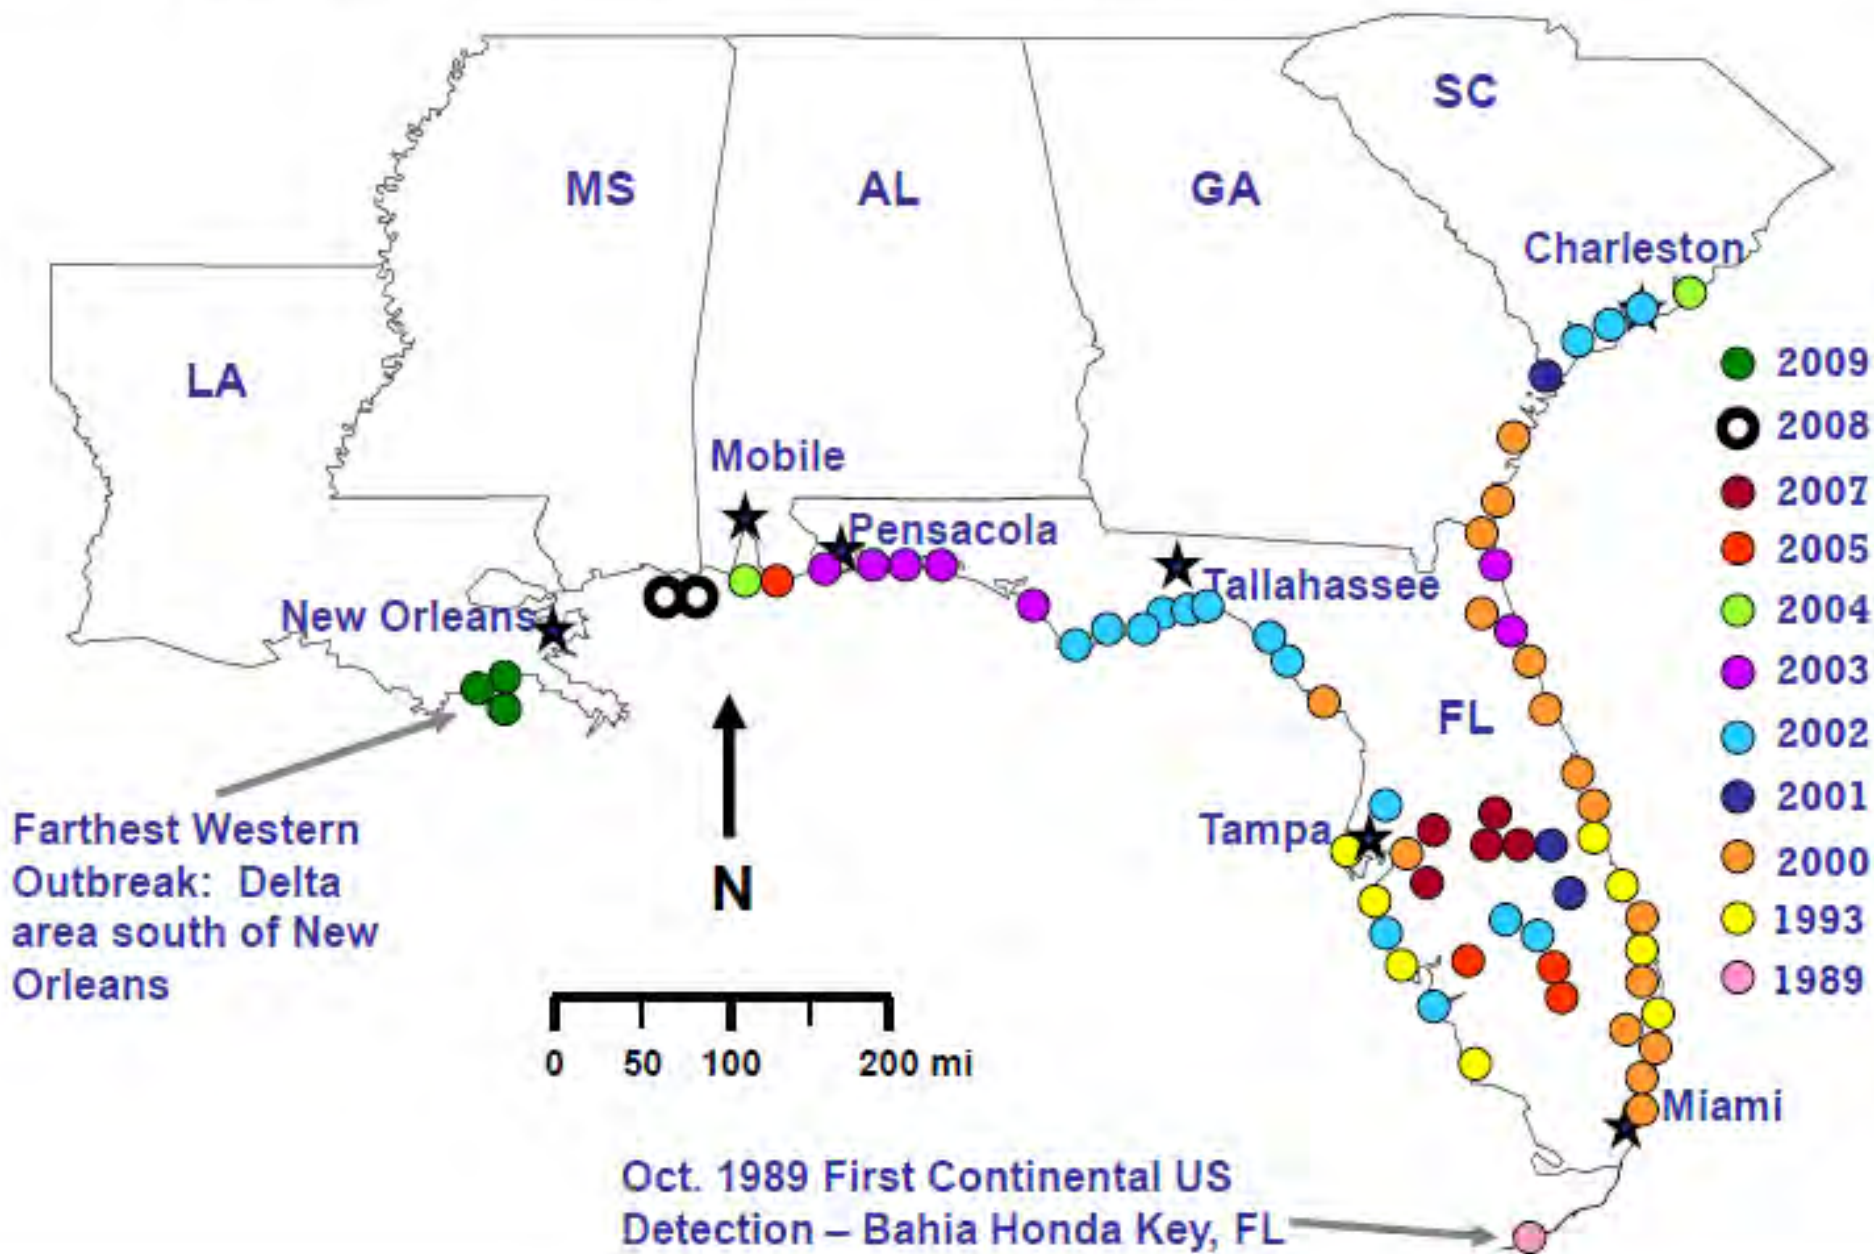 SC
MS
AL
GA
Charleston
LA
2009
2008
Mobile
2007
Pensacola
2005
Tallahassee
New Orleans
2004
2003
FL
2002
2001
Tampa
Farthest Western
Outbreak: Delta
area south of New
Orleans
N
2000
1993
1989
0 50 100 200 mi
Miami
Oct. 1989 First Continental US
Detection – Bahia Honda Key, FL